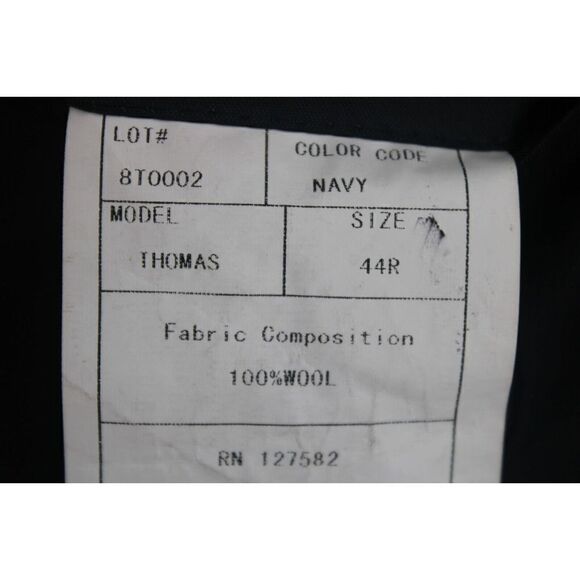 LOT#
COLOR CODE
8T0002
NAVY
MODEL
SIZE
THOMAS
44R
Fabric Composition
100%WOOL
RN 127582